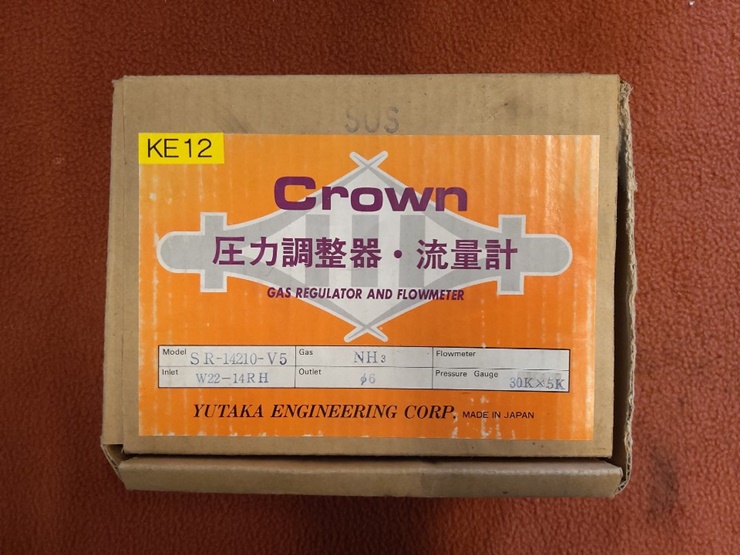 SUS
KE12
Crown
圧力調整器・流量計
GAS REGULATOR AND FLOWMETER
Model SR-14210-V5 Gas NH3 Flowmeter
Inlet W22-14RH Outlet φ6 Pressure Gauge 30K×5K
YUTAKA ENGINEERING CORP. MADE IN JAPAN